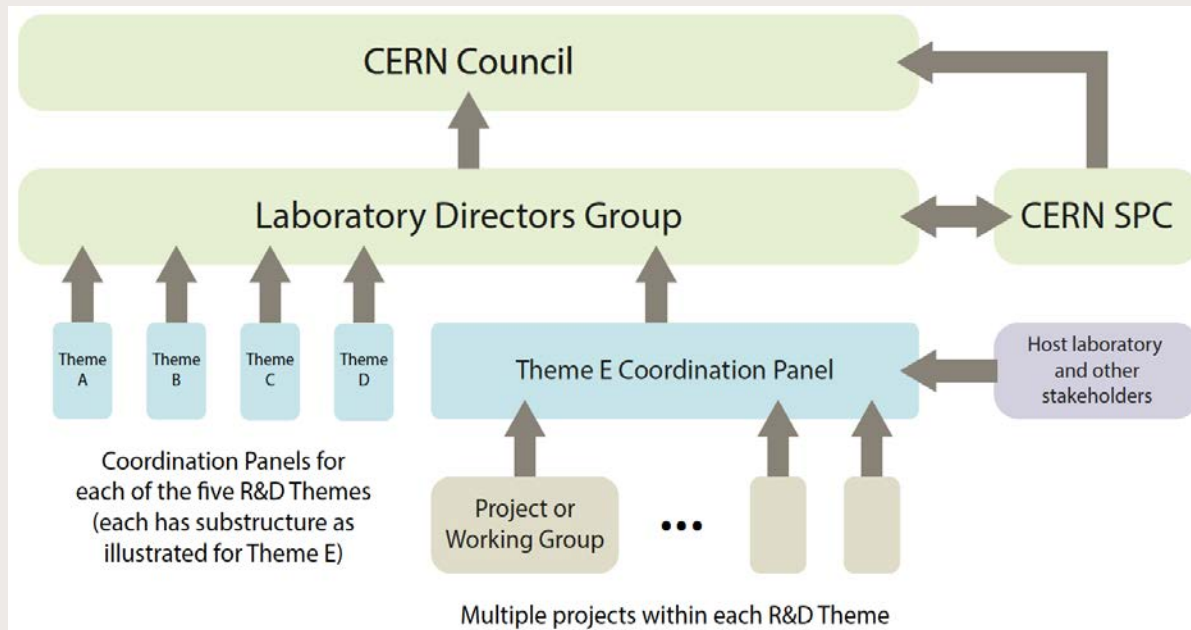 CERN Council
Laboratory Directors Group
CERN SPC
Theme
A
Theme
B
Theme
C
Theme
D
Theme E Coordination Panel
Host laboratory
and other
stakeholders
Coordination Panels for
each of the five R&D Themes
(each has substructure as
illustrated for Theme E)
Project or
Working Group
...
Multiple projects within each R&D Theme